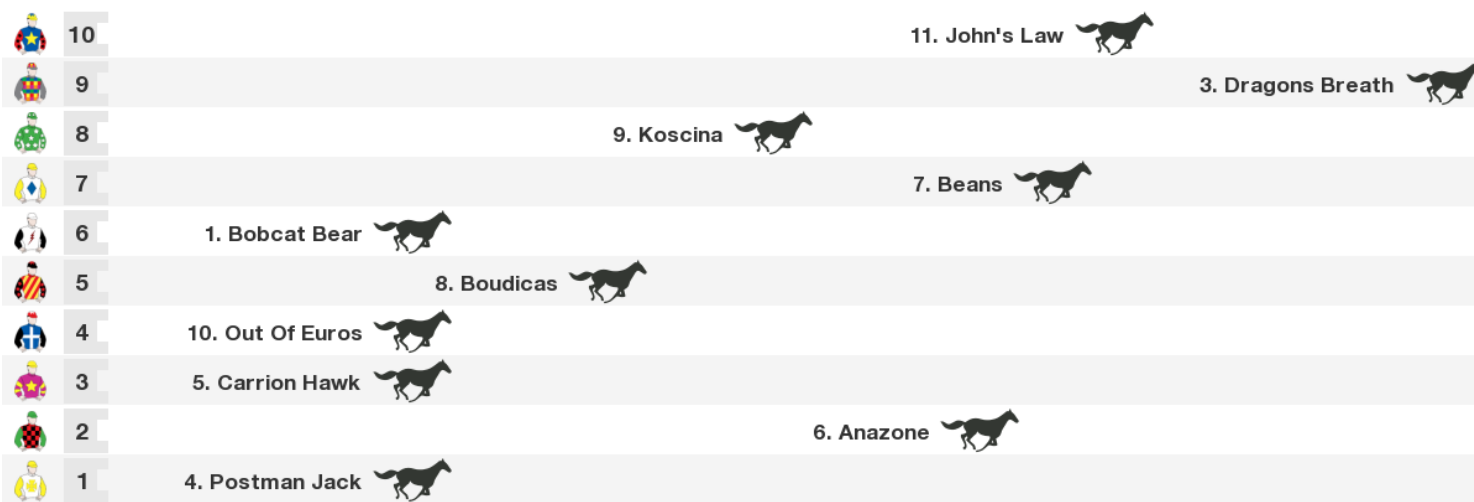 10 11. John's Law
9 3. Dragons Breath
8 9. Koscina
7 7. Beans
6 1. Bobcat Bear
5 8. Boudicas
4 10. Out Of Euros
3 5. Carrion Hawk
2 6. Anazone
1 4. Postman Jack